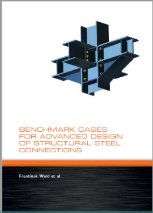 BENCHMARK CASES
FOR ADVANCED DESIGN
OF STRUCTURAL STEEL
CONNECTIONS
František Wald et al.